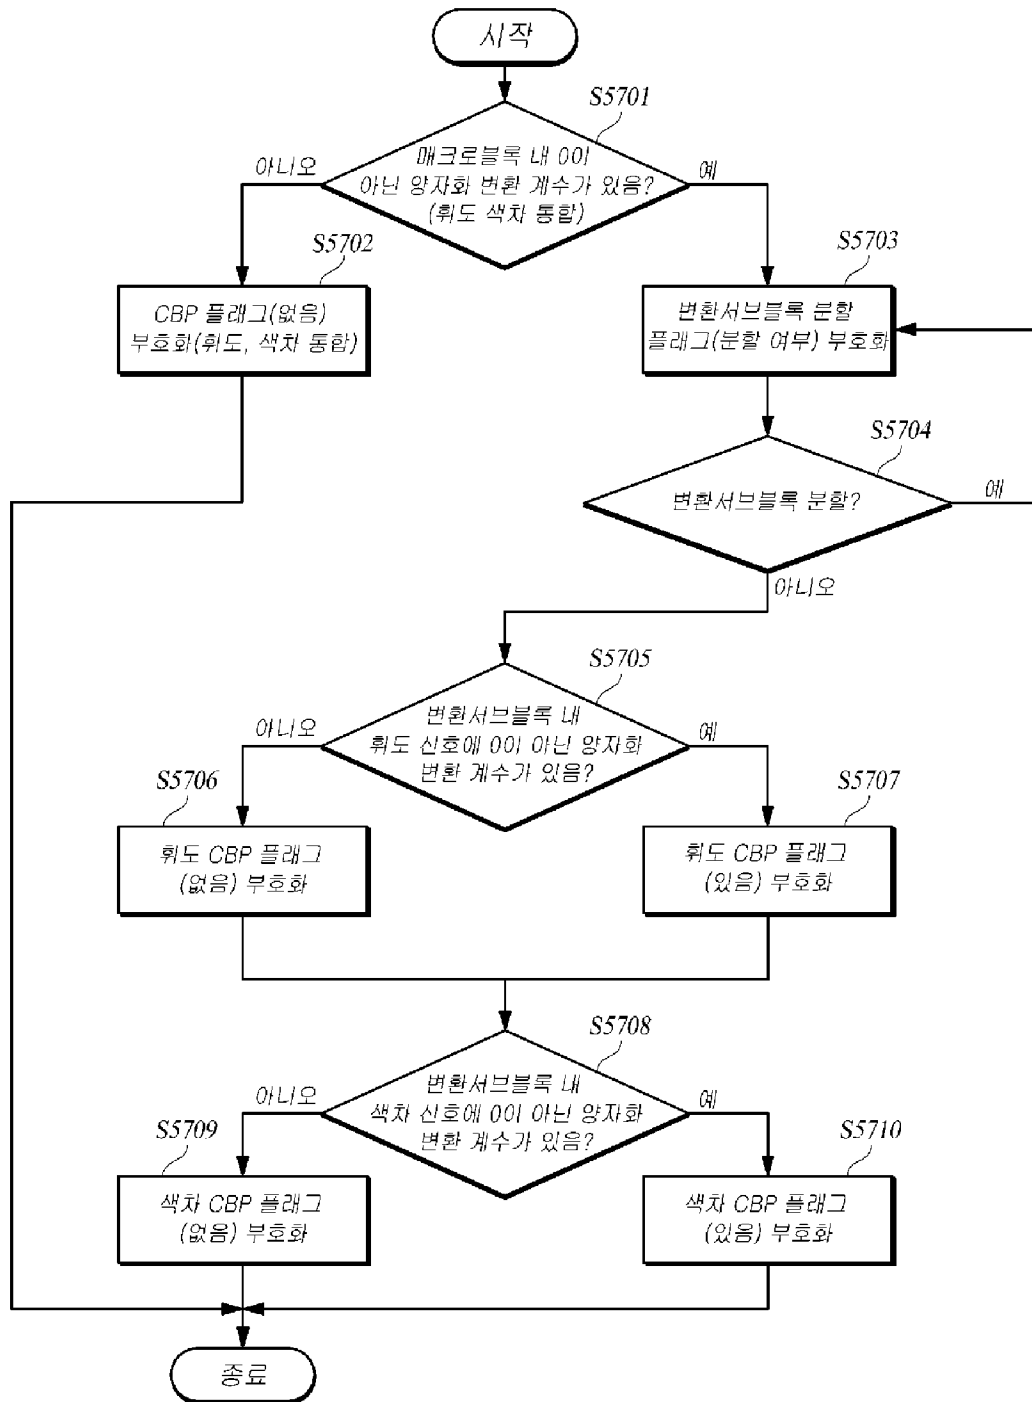 시작
S5701
매크로블록 내 0이
아닌 양자화 변환 계수가 있음?
(휘도 색차 통합)
아니오
예
S5702
CBP 플래그(없음)
부호화(휘도, 색차 통합)
S5703
변환서브블록 분할
플래그(분할 여부) 부호화
S5704
변환서브블록 분할?
예
아니오
S5705
변환서브블록 내
휘도 신호에 0이 아닌 양자화
변환 계수가 있음?
아니오
예
S5706
휘도 CBP 플래그
(없음) 부호화
S5707
휘도 CBP 플래그
(있음) 부호화
S5708
변환서브블록 내
색차 신호에 0이 아닌 양자화
변환 계수가 있음?
아니오
예
S5709
색차 CBP 플래그
(없음) 부호화
S5710
색차 CBP 플래그
(있음) 부호화
종료